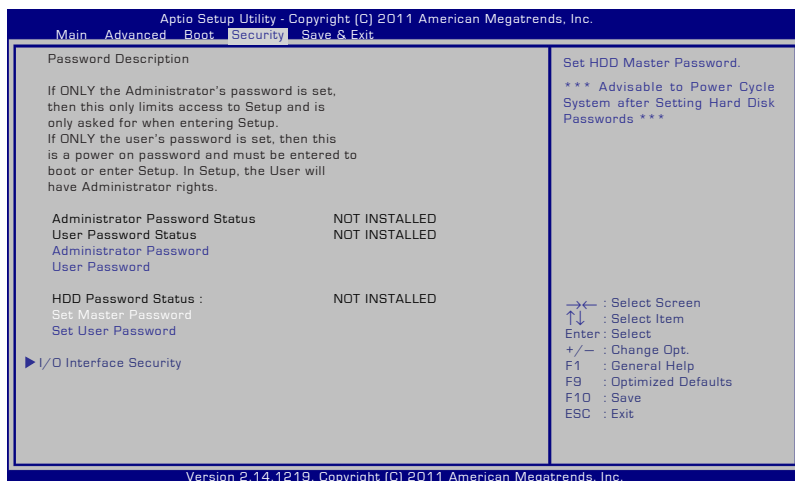 Aptio Setup Utility - Copyright (C) 2011 American Megatrends, Inc.
Main Advanced Boot Security Save & Exit
Password Description
If ONLY the Administrator's password is set,
then this only limits access to Setup and is
only asked for when entering Setup.
If ONLY the user's password is set, then this
is a power on password and must be entered to
boot or enter Setup. In Setup, the User will
have Administrator rights.
Administrator Password Status NOT INSTALLED
User Password Status NOT INSTALLED
Administrator Password
User Password
HDD Password Status : NOT INSTALLED
Set Master Password
Set User Password
I/O Interface Security
Set HDD Master Password.
*** Advisable to Power Cycle
System after Setting Hard Disk
Passwords ***
→← : Select Screen
↑↓ : Select Item
Enter : Select
+/— : Change Opt.
F1 : General Help
F9 : Optimized Defaults
F10 : Save
ESC : Exit
Version 2.14.1219. Copyright (C) 2011 American Megatrends, Inc.